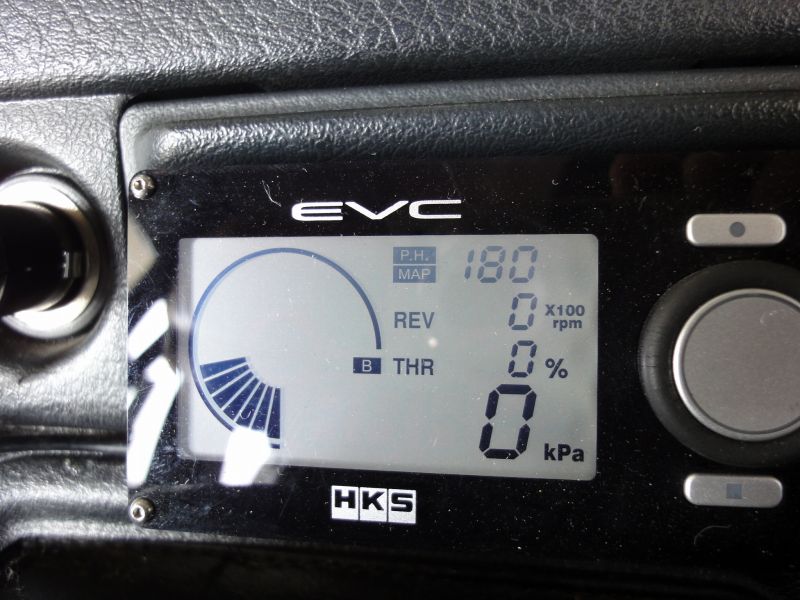 EVC
P.H.
MAP 180
REV 0 X100 rpm
B THR 0 %
0 kPa
HKS